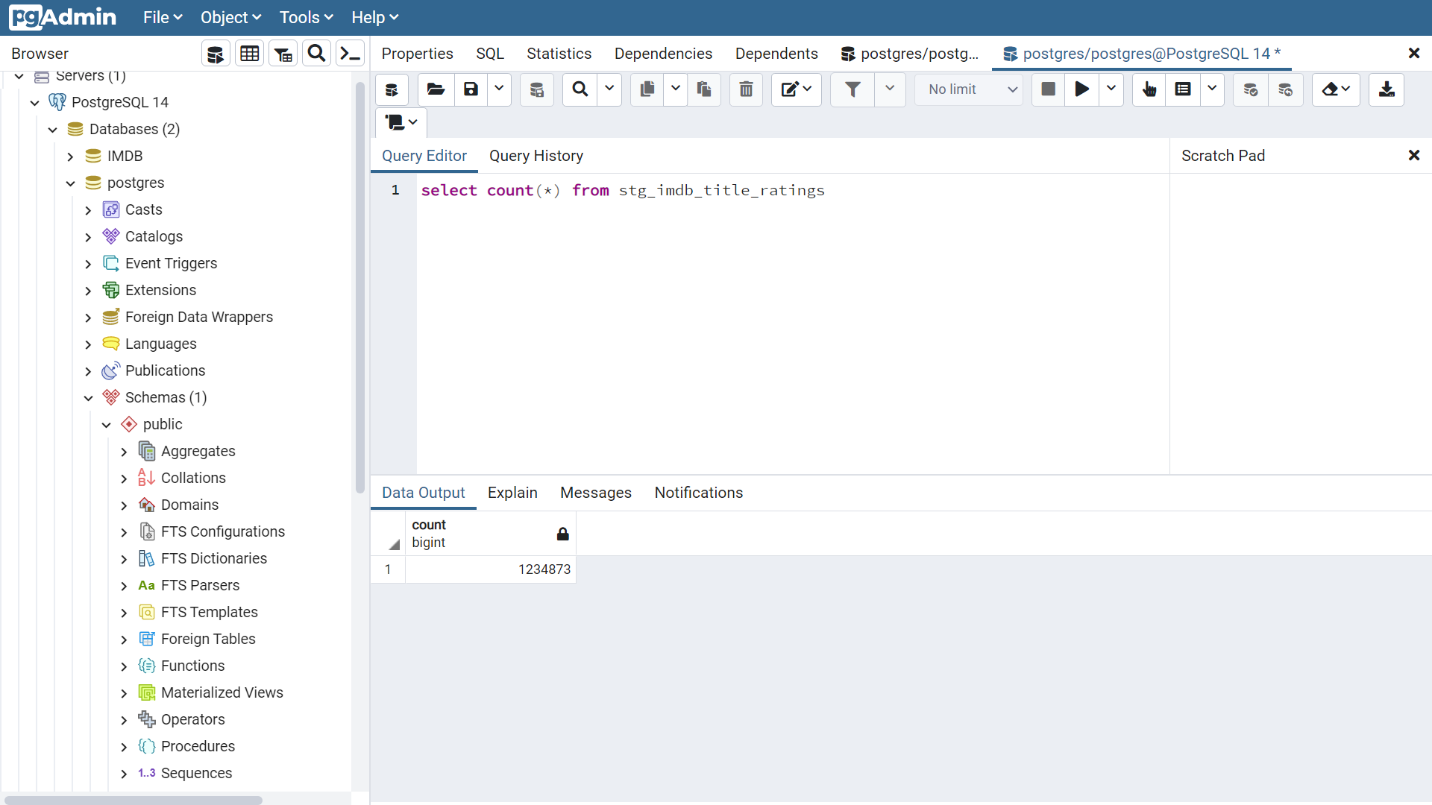 pgAdmin File Object Tools Help
Browser
Servers (1)
PostgreSQL 14
Databases (2)
IMDB
postgres
Casts
Catalogs
Event Triggers
Extensions
Foreign Data Wrappers
Languages
Publications
Schemas (1)
public
Aggregates
Collations
Domains
FTS Configurations
FTS Dictionaries
Aa FTS Parsers
FTS Templates
Foreign Tables
Functions
Materialized Views
Operators
Procedures
1..3 Sequences
Properties SQL Statistics Dependencies Dependents postgres/postg... postgres/postgres@PostgreSQL 14 *
No limit
Query Editor Query History
Scratch Pad
1 select count(*) from stg_imdb_title_ratings
Data Output Explain Messages Notifications
count
bigint
1 1234873